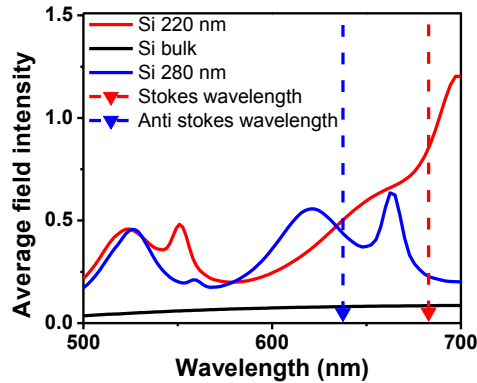 Average field intensity
1.5
1.0
0.5
0.0
Si 220 nm
Si bulk
Si 280 nm
Stokes wavelength
Anti stokes wavelength
500
600
700
Wavelength (nm)